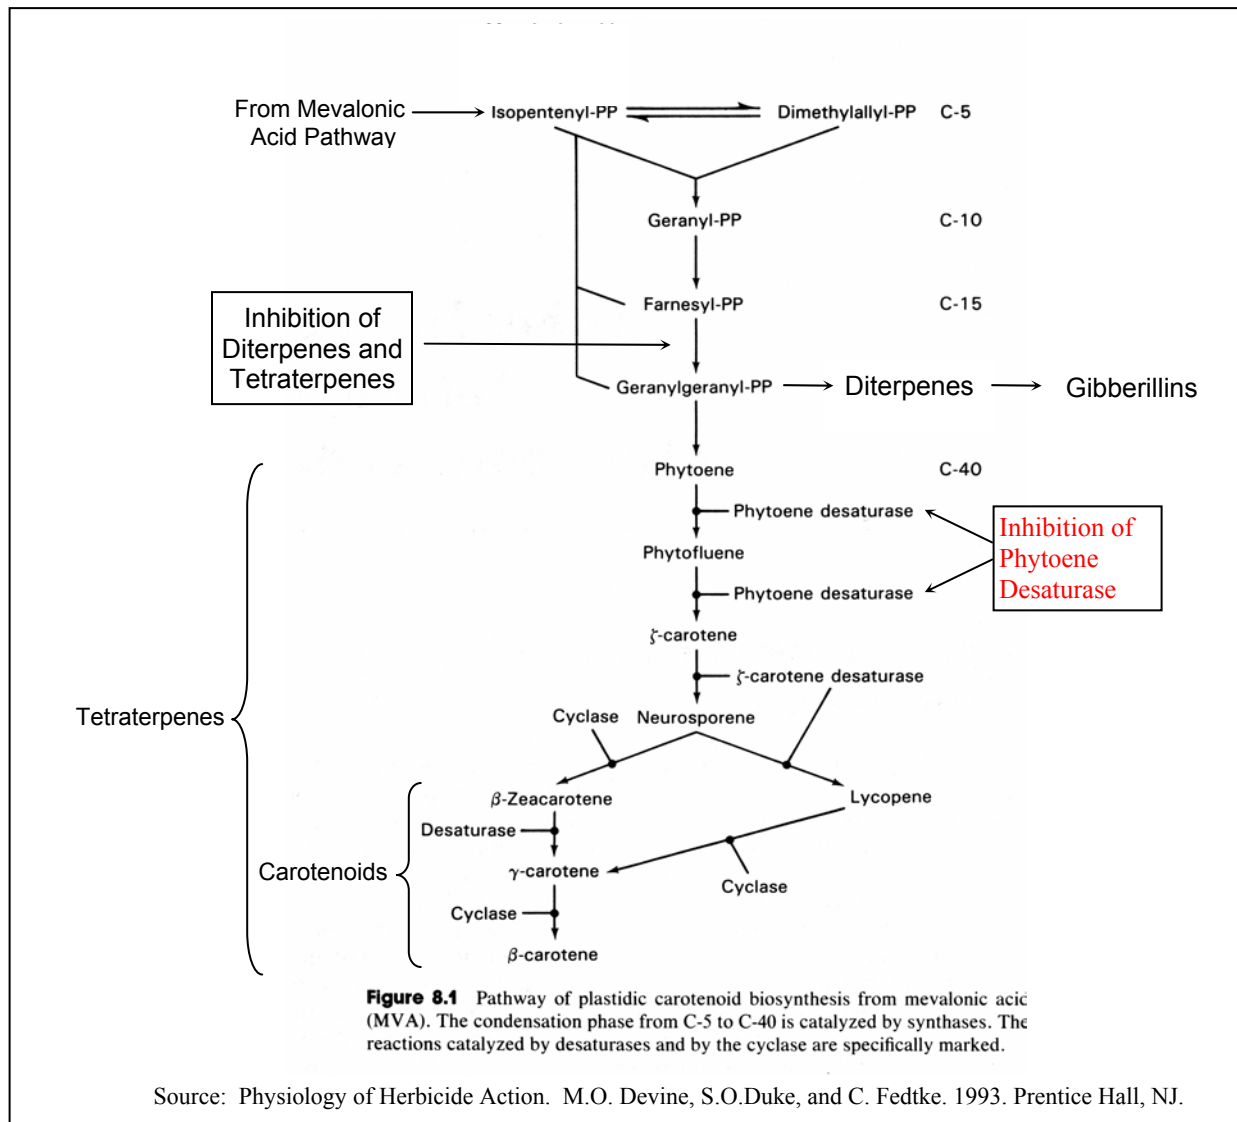 From Mevalonic
Acid Pathway
Isopentenyl-PP
Dimethylallyl-PP
C-5
Geranyl-PP
C-10
Farnesyl-PP
C-15
Inhibition of
Diterpenes and
Tetraterpenes
Geranylgeranyl-PP
Diterpenes
Gibberillins
Phytoene
C-40
Phytoene desaturase
Inhibition of
Phytoene
Desaturase
Phytofluene
Phytoene desaturase
ζ-carotene
ζ-carotene desaturase
Tetraterpenes
Cyclase
Neurosporene
β-Zeacarotene
Lycopene
Desaturase
Carotenoids
γ-carotene
Cyclase
Cyclase
β-carotene
Figure 8.1 Pathway of plastidic carotenoid biosynthesis from mevalonic acid
(MVA). The condensation phase from C-5 to C-40 is catalyzed by synthases. The
reactions catalyzed by desaturases and by the cyclase are specifically marked.
Source: Physiology of Herbicide Action. M.O. Devine, S.O.Duke, and C. Fedtke. 1993. Prentice Hall, NJ.